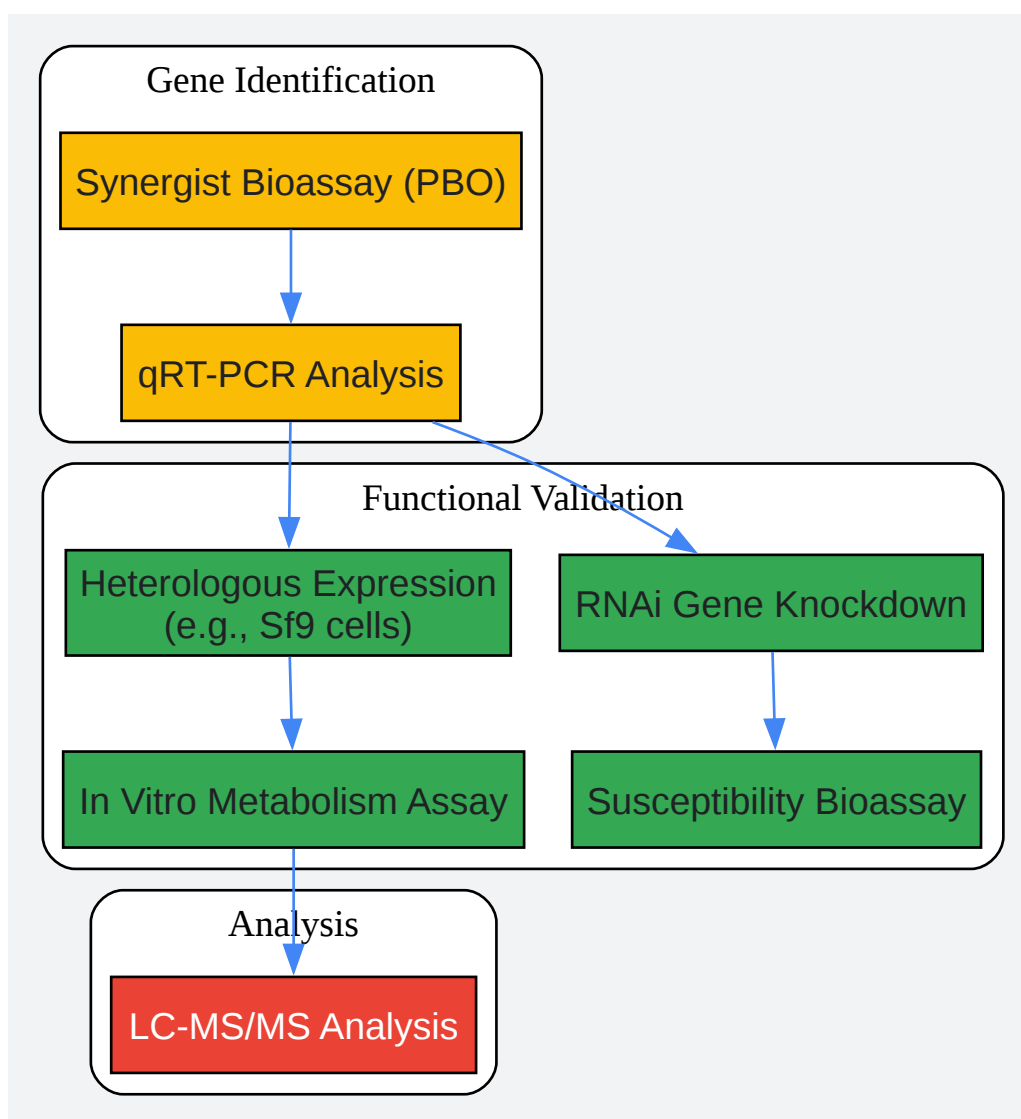 Gene Identification
Synergist Bioassay (PBO)
qRT-PCR Analysis
Functional Validation
Heterologous Expression
(e.g., Sf9 cells)
RNAi Gene Knockdown
In Vitro Metabolism Assay
Susceptibility Bioassay
Analysis
LC-MS/MS Analysis